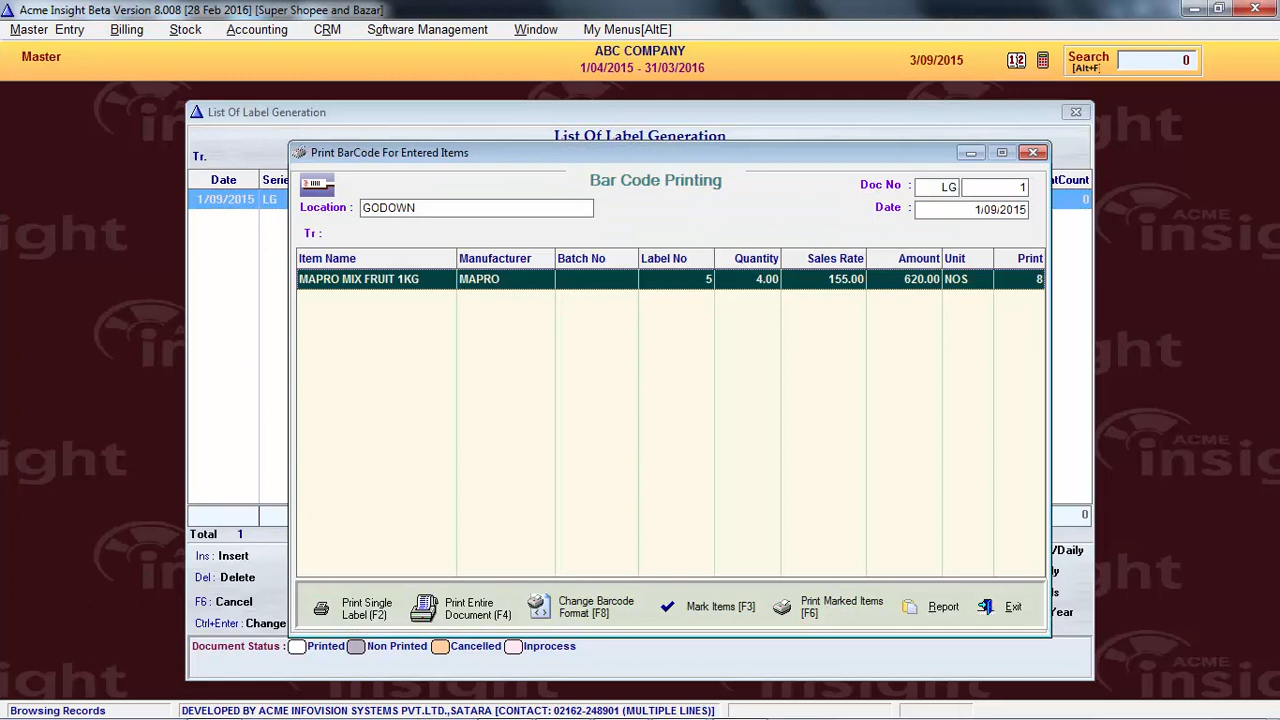 Acme Insight Beta Version 8.008 [28 Feb 2016] [Super Shopee and Bazar]
Master Entry Billing Stock Accounting CRM Software Management Window My Menus[AltE]
Master ABC COMPANY
1/04/2015 - 31/03/2016 3/09/2015 12 Search [Alt+F] 0
List Of Label Generation
List Of Label Generation
Tr.
Date Serie tCount
1/09/2015 LG 0
Print BarCode For Entered Items
Bar Code Printing
Doc No : LG 1
Location : GODOWN Date : 1/09/2015
Tr :
Item Name Manufacturer Batch No Label No Quantity Sales Rate Amount Unit Print
MAPRO MIX FRUIT 1KG MAPRO 5 4.00 155.00 620.00 NOS 8
0
Total 1
Ins : Insert /Daily
Del : Delete
F6 : Cancel
Ctrl+Enter : Change Year
Print Single Label (F2) Print Entire Document (F4) Change Barcode Format [F8] Mark Items [F3] Print Marked Items [F6] Report Exit
Document Status : Printed Non Printed Cancelled Inprocess
Browsing Records DEVELOPED BY ACME INFOVISION SYSTEMS PVT.LTD.,SATARA [CONTACT: 02162-248901 (MULTIPLE LINES)]
ACME insight